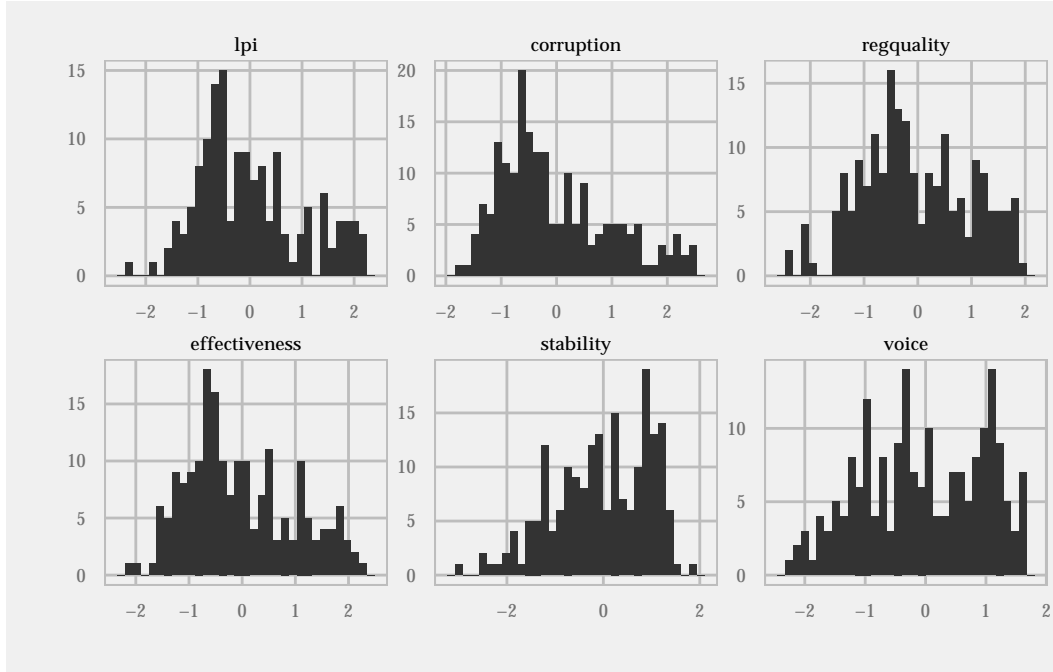 lpi corruption regquality
15 20 15
10 15 10
5 10 5
0 5 0
0
−2 −1 0 1 2 −2 −1 0 1 2 −2 −1 0 1 2
effectiveness stability voice
15 15 10
10 10 5
5 5 0
0 0
−2 −1 0 1 2 −2 0 2 −2 −1 0 1 2